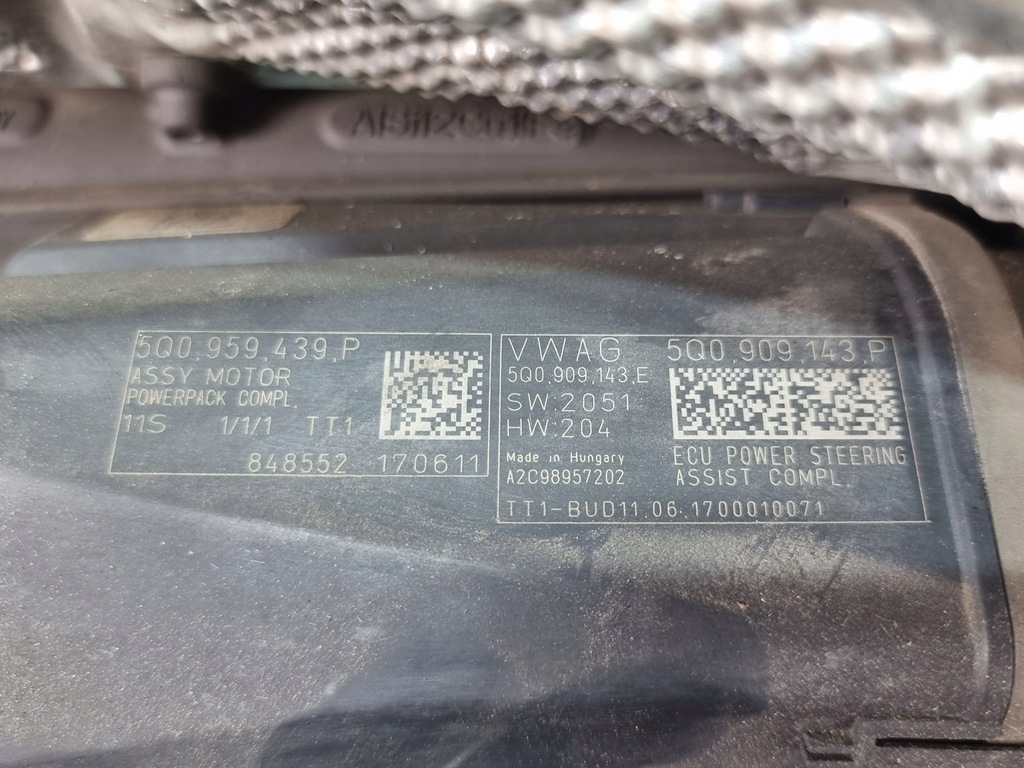 AlSi12Cu1(Fe)
5Q0.959.439.P
ASSY MOTOR
POWERPACK COMPL.
11S 1/1/1 TT1
848552 170611
VWAG 5Q0.909.143.P
5Q0.909.143.E
SW:2051
HW:204
Made in Hungary
A2C98957202
ECU POWER STEERING
ASSIST COMPL.
TT1-BUD11.06.1700010071